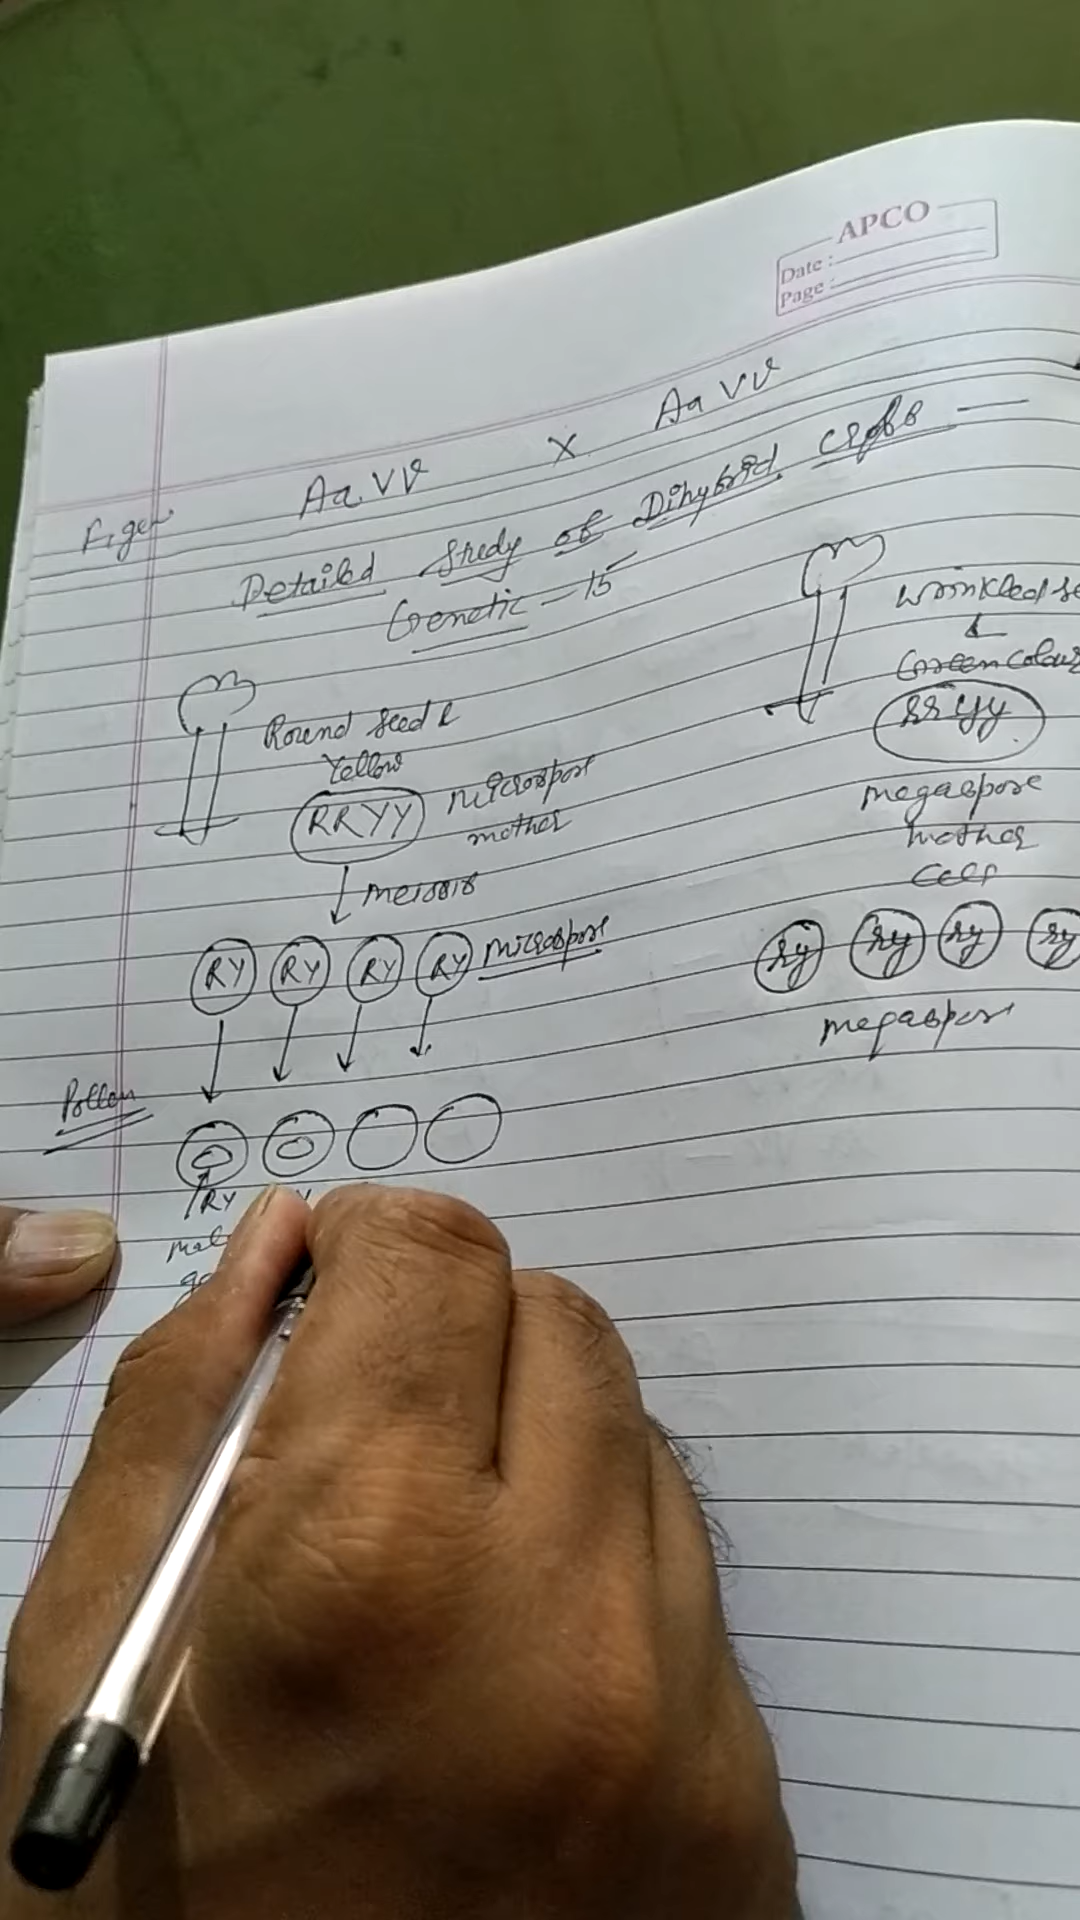 APCO
Date :
Page :
F1 gen Aa Vv X Aa Vv
Detailed Study of Dihybrid Cross —
Genetic - 15
Round seed &
Yellow
RRYY microspore
mother
meiosis
RY RY RY RY microspore
Pollen
RY
Wrinkled se
&
Green colour
rryy
megaspore
mother
cell
ry ry ry ry
megaspore